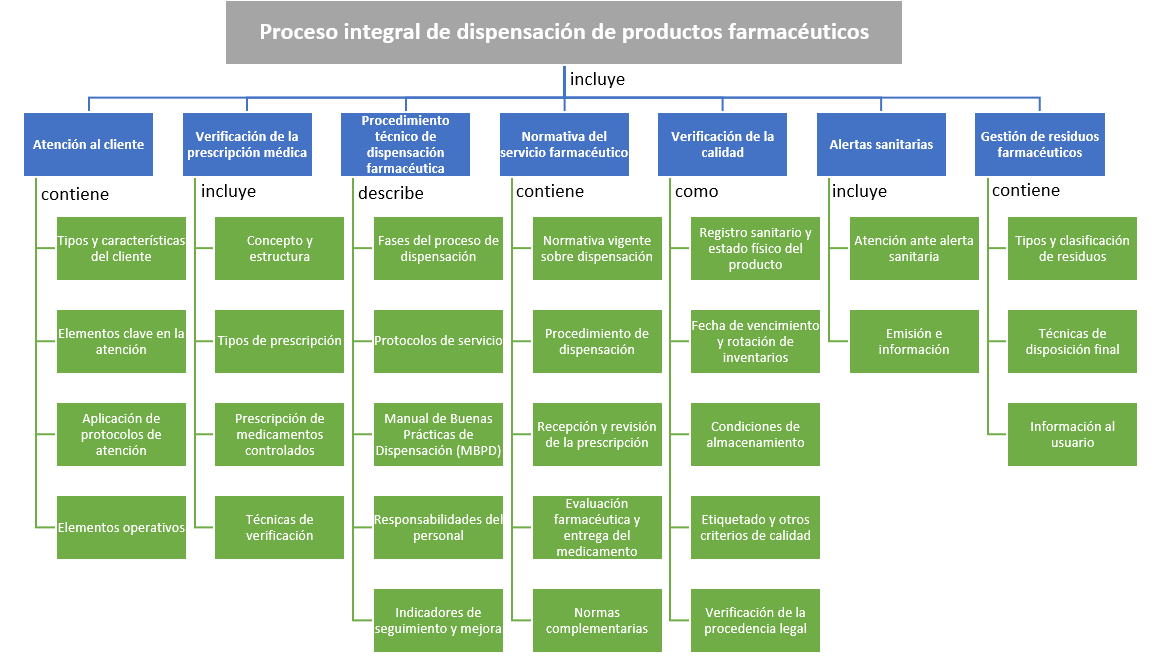 Proceso integral de dispensación de productos farmacéuticos
incluye
Atención al cliente
contiene
Tipos y características
del cliente
Elementos clave en la
atención
Aplicación de
protocolos de
atención
Elementos operativos
Verificación de la
prescripción médica
incluye
Concepto y
estructura
Tipos de prescripción
Prescripción de
medicamentos
controlados
Técnicas de
verificación
Procedimiento
técnico de
dispensación
farmacéutica
describe
Fases del proceso de
dispensación
Protocolos de servicio
Manual de Buenas
Prácticas de
Dispensación (MBPD)
Responsabilidades del
personal
Indicadores de
seguimiento y mejora
Normativa del
servicio farmacéutico
contiene
Normativa vigente
sobre dispensación
Procedimiento de
dispensación
Recepción y revisión
de la prescripción
Evaluación
farmacéutica y
entrega del
medicamento
Normas
complementarias
Verificación de la
calidad
como
Registro sanitario y
estado físico del
producto
Fecha de vencimiento
y rotación de
inventarios
Condiciones de
almacenamiento
Etiquetado y otros
criterios de calidad
Verificación de la
procedencia legal
Alertas sanitarias
incluye
Atención ante alerta
sanitaria
Emisión e
información
Gestión de residuos
farmacéuticos
contiene
Tipos y clasificación
de residuos
Técnicas de
disposición final
Información al
usuario